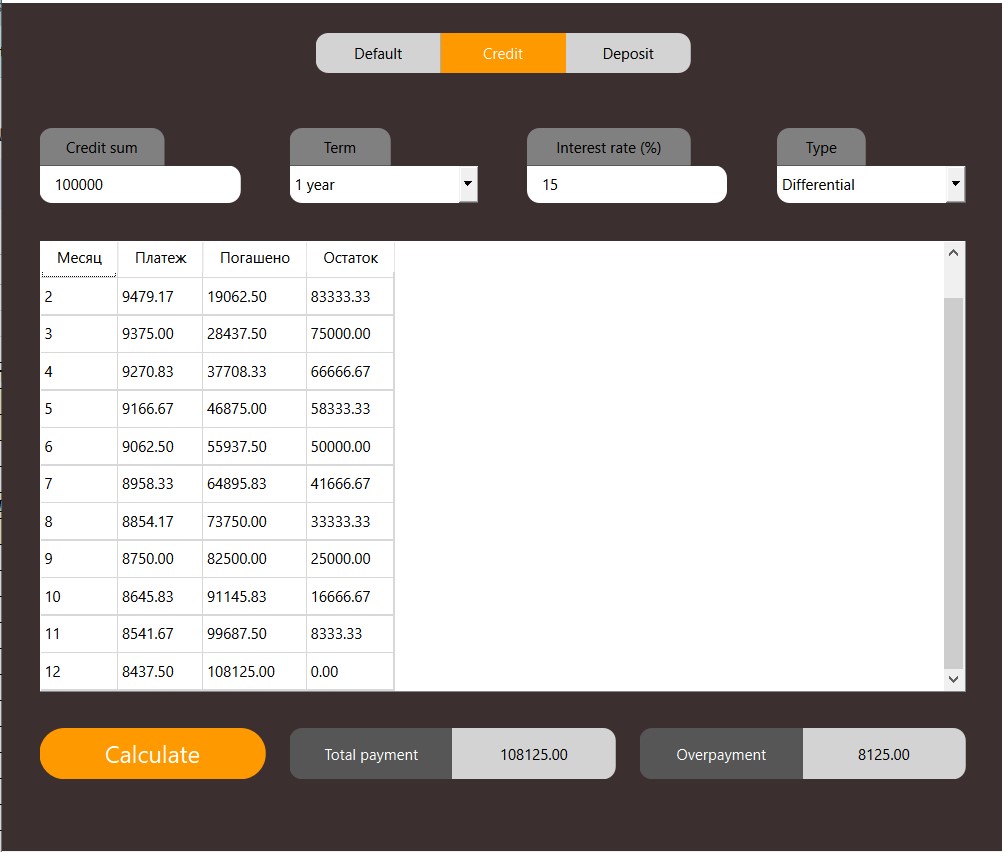 Default Credit Deposit
Credit sum Term Interest rate (%) Type
100000 1 year 15 Differential
Месяц Платеж Погашено Остаток
2 9479.17 19062.50 83333.33
3 9375.00 28437.50 75000.00
4 9270.83 37708.33 66666.67
5 9166.67 46875.00 58333.33
6 9062.50 55937.50 50000.00
7 8958.33 64895.83 41666.67
8 8854.17 73750.00 33333.33
9 8750.00 82500.00 25000.00
10 8645.83 91145.83 16666.67
11 8541.67 99687.50 8333.33
12 8437.50 108125.00 0.00
Calculate Total payment 108125.00 Overpayment 8125.00